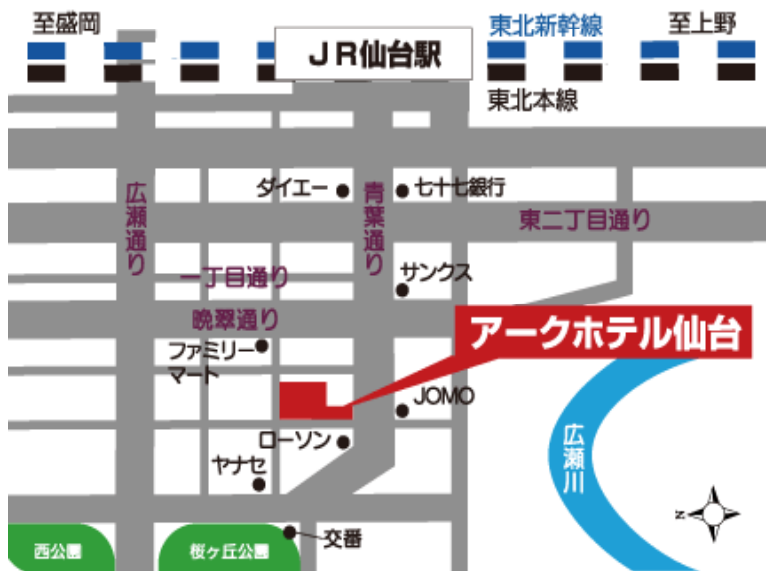 至盛岡
東北新幹線
至上野
JR仙台駅
東北本線
広瀬通り
ダイエー
青葉通り
七十七銀行
東二丁目通り
一丁目通り
サンクス
晩翠通り
ファミリー
マート
アークホテル仙台
JOMO
ローソン
ヤナセ
広瀬川
N
交番
西公園
桜ヶ丘公園